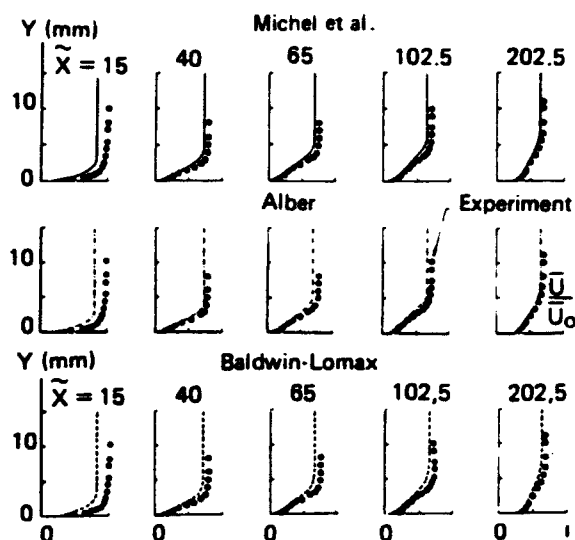 Y (mm) Michel et al.
X̃ = 15 40 65 102.5 202.5
10
0
Alber Experiment
10
0
U̅
U̅o
Y (mm) Baldwin-Lomax
X̃ = 15 40 65 102,5 202,5
10
0
0 0 0 0 0 1